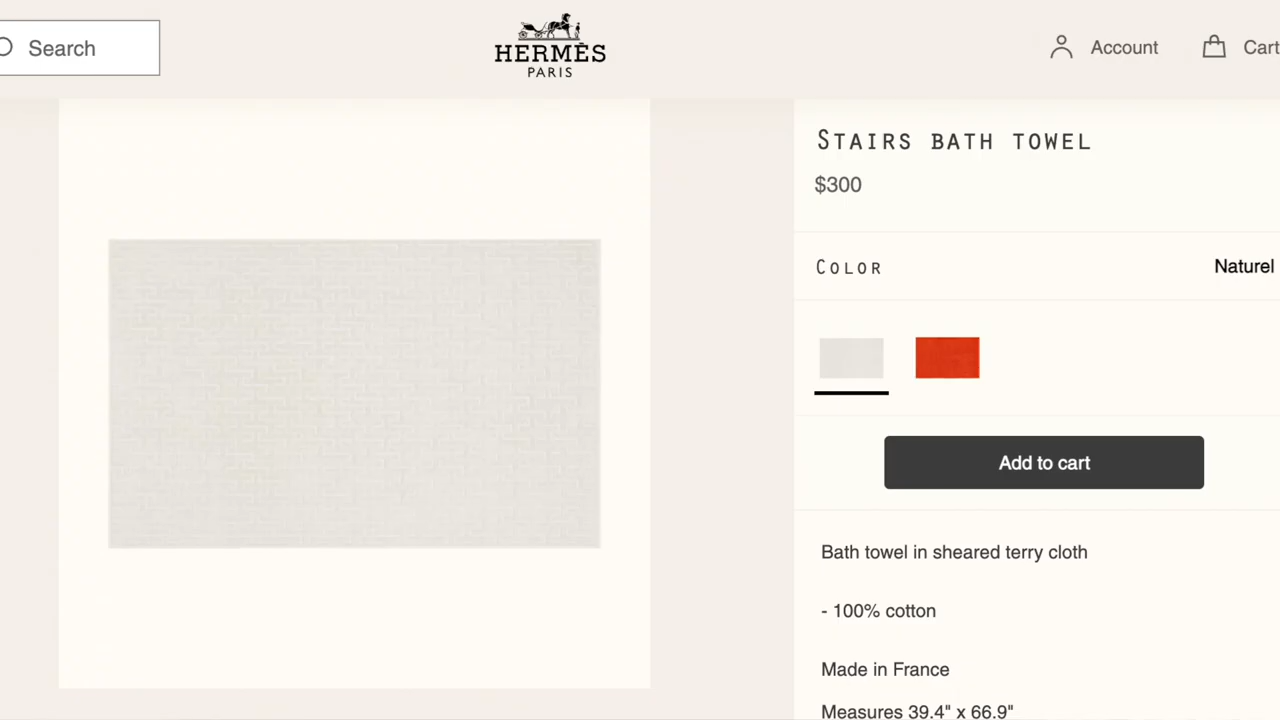 Search
HERMÈS
PARIS
Account
Cart
Stairs bath towel
$300
Color
Naturel
Add to cart
Bath towel in sheared terry cloth
- 100% cotton
Made in France
Measures 39.4" x 66.9"